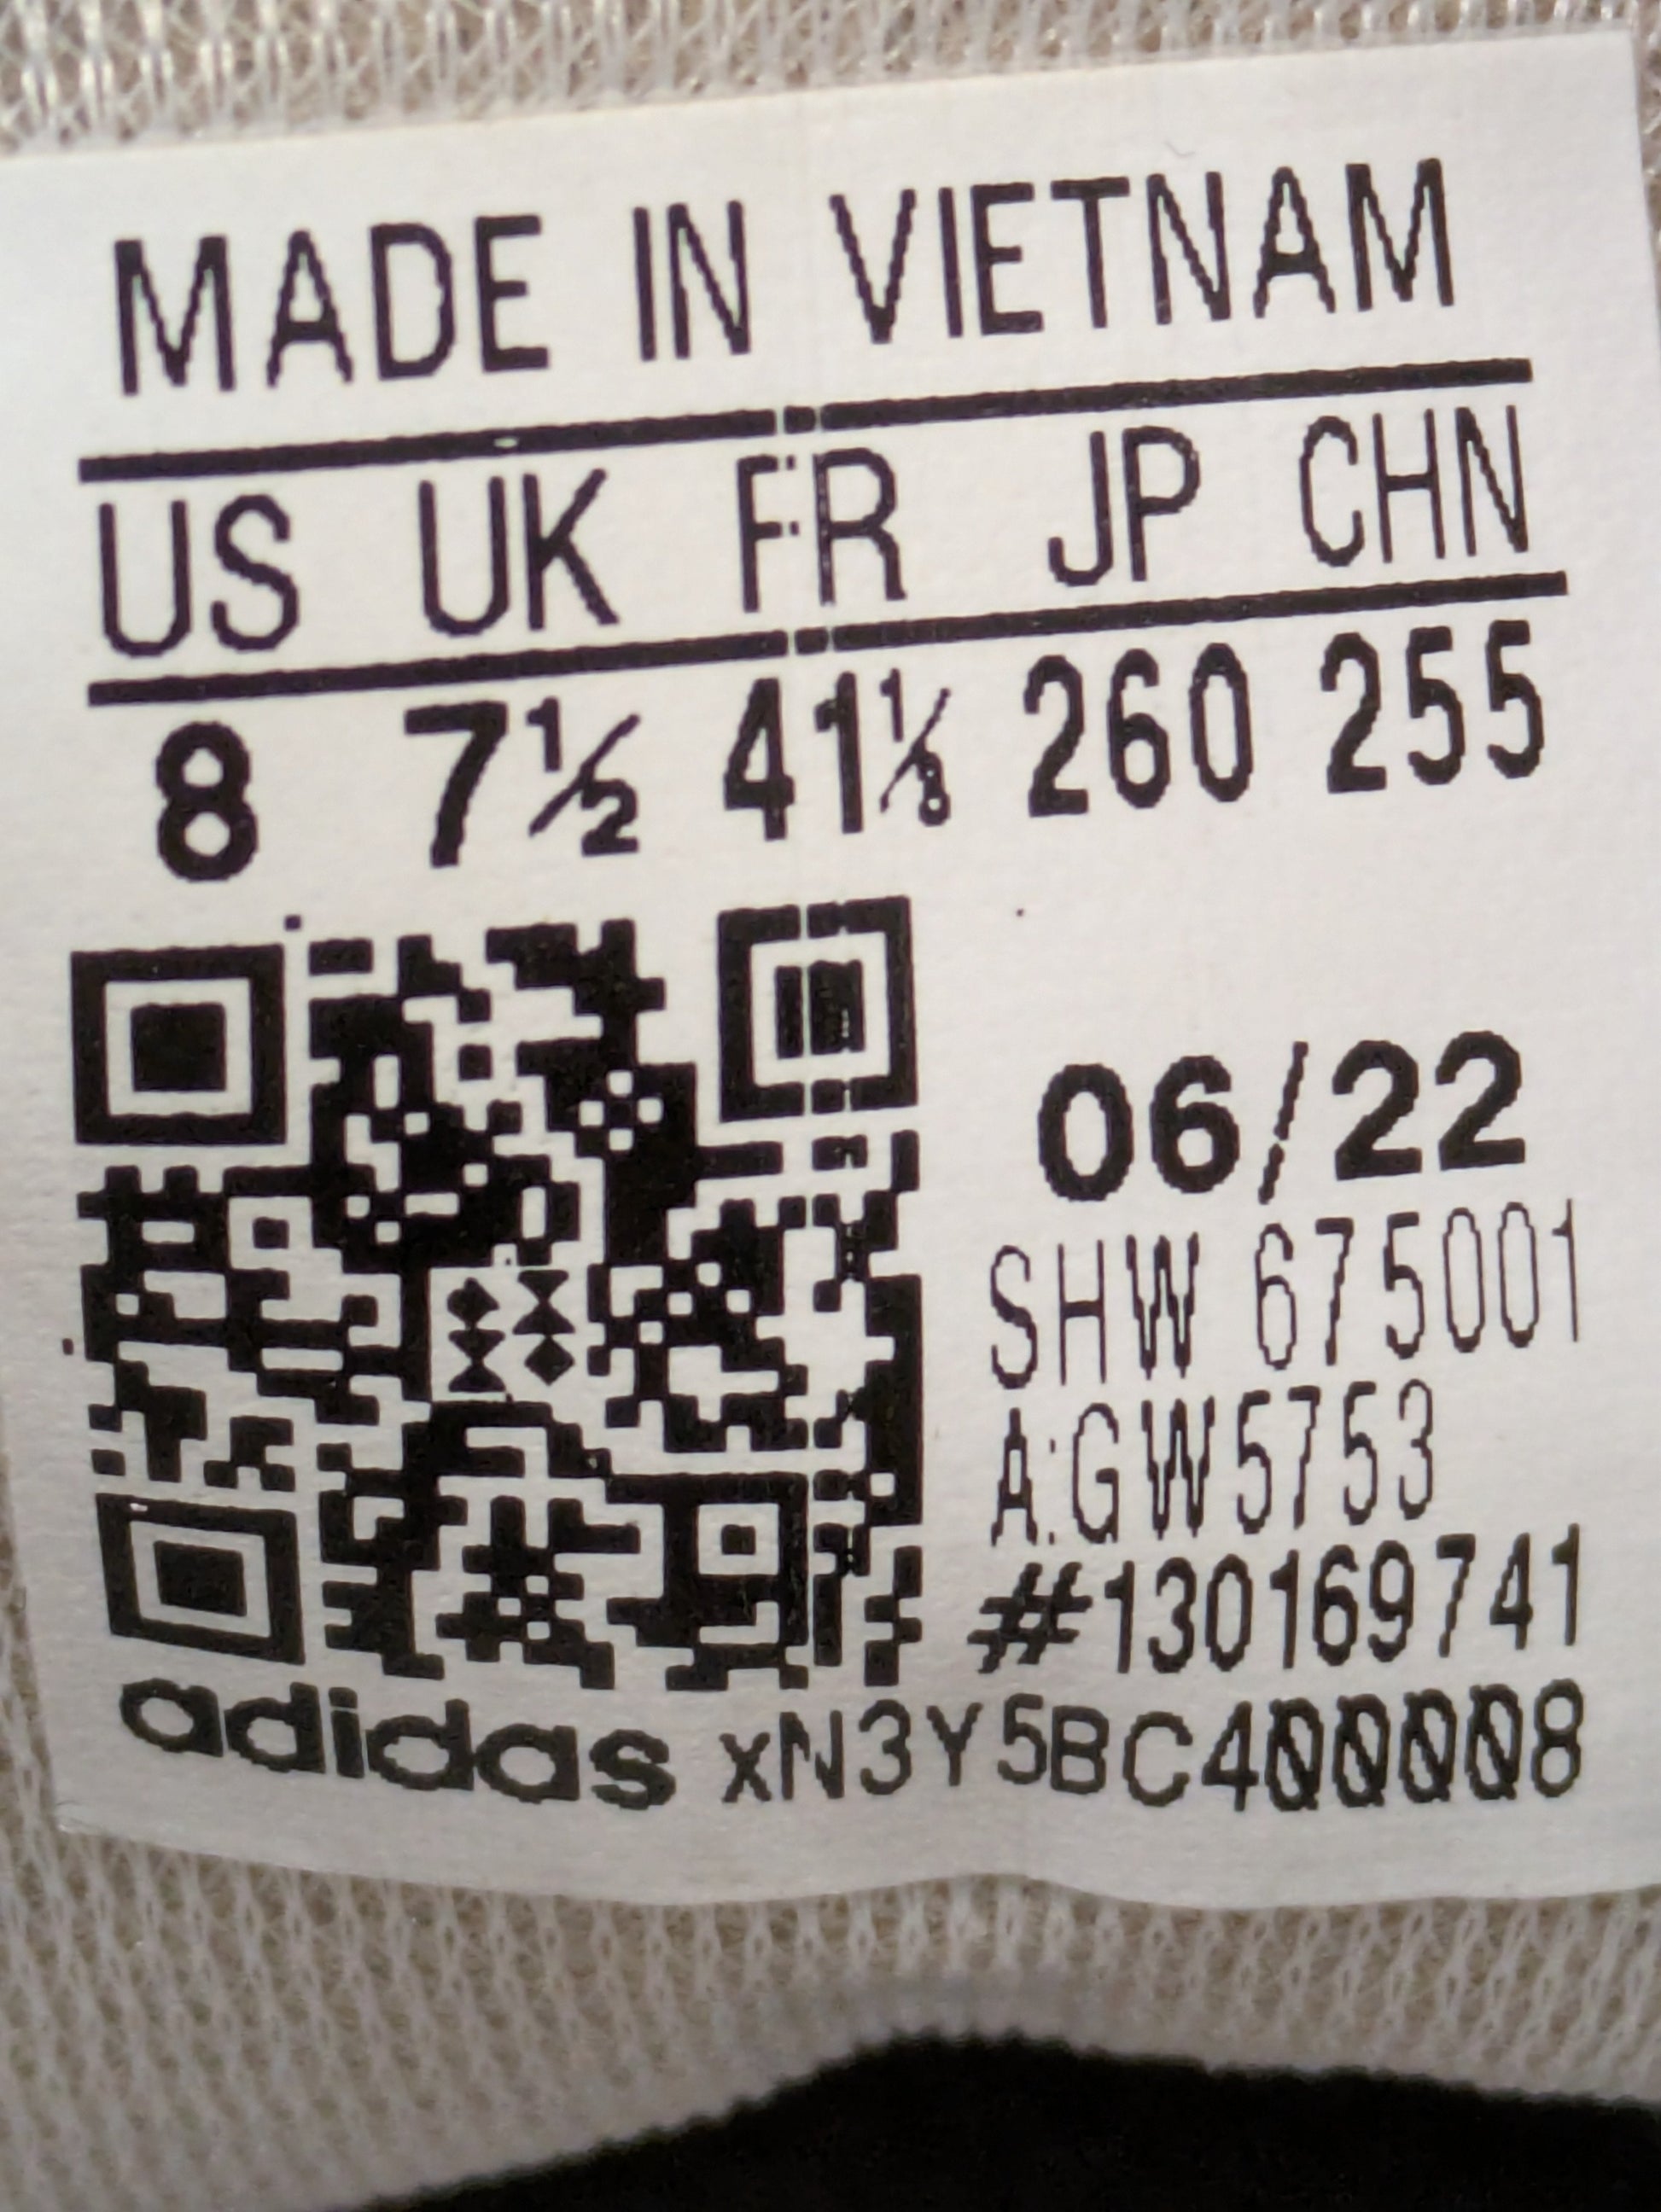 MADE IN VIETNAM
US UK FR JP CHN
8 7½ 41⅓ 260 255
06/22
SHW 675001
A:GW5753
#130169741
adidas xN3Y5BC400008